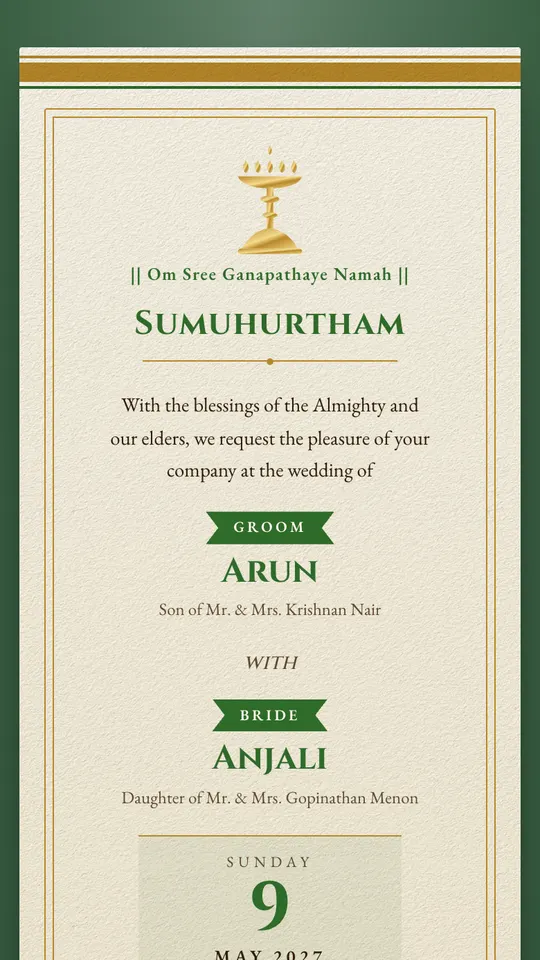 || Om Sree Ganapathaye Namah ||
Sumuhurtham
With the blessings of the Almighty and
our elders, we request the pleasure of your
company at the wedding of
GROOM
Arun
Son of Mr. & Mrs. Krishnan Nair
WITH
BRIDE
Anjali
Daughter of Mr. & Mrs. Gopinathan Menon
SUNDAY
9
MAY 2027